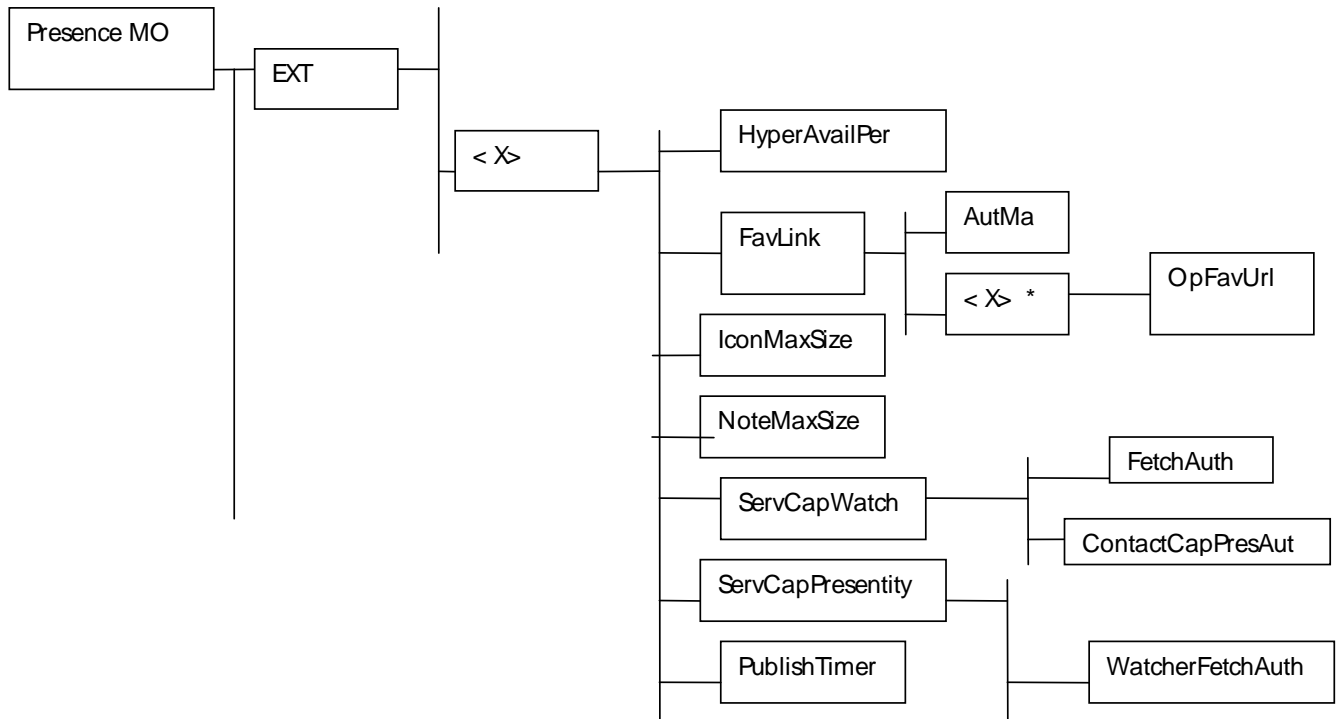 Presence MO
EXT
< X>
HyperAvailPer
FavLink
AutMa
< X> *
OpFavUrl
IconMaxSize
NoteMaxSize
ServCapWatch
FetchAuth
ContactCapPresAut
ServCapPresentity
PublishTimer
WatcherFetchAuth